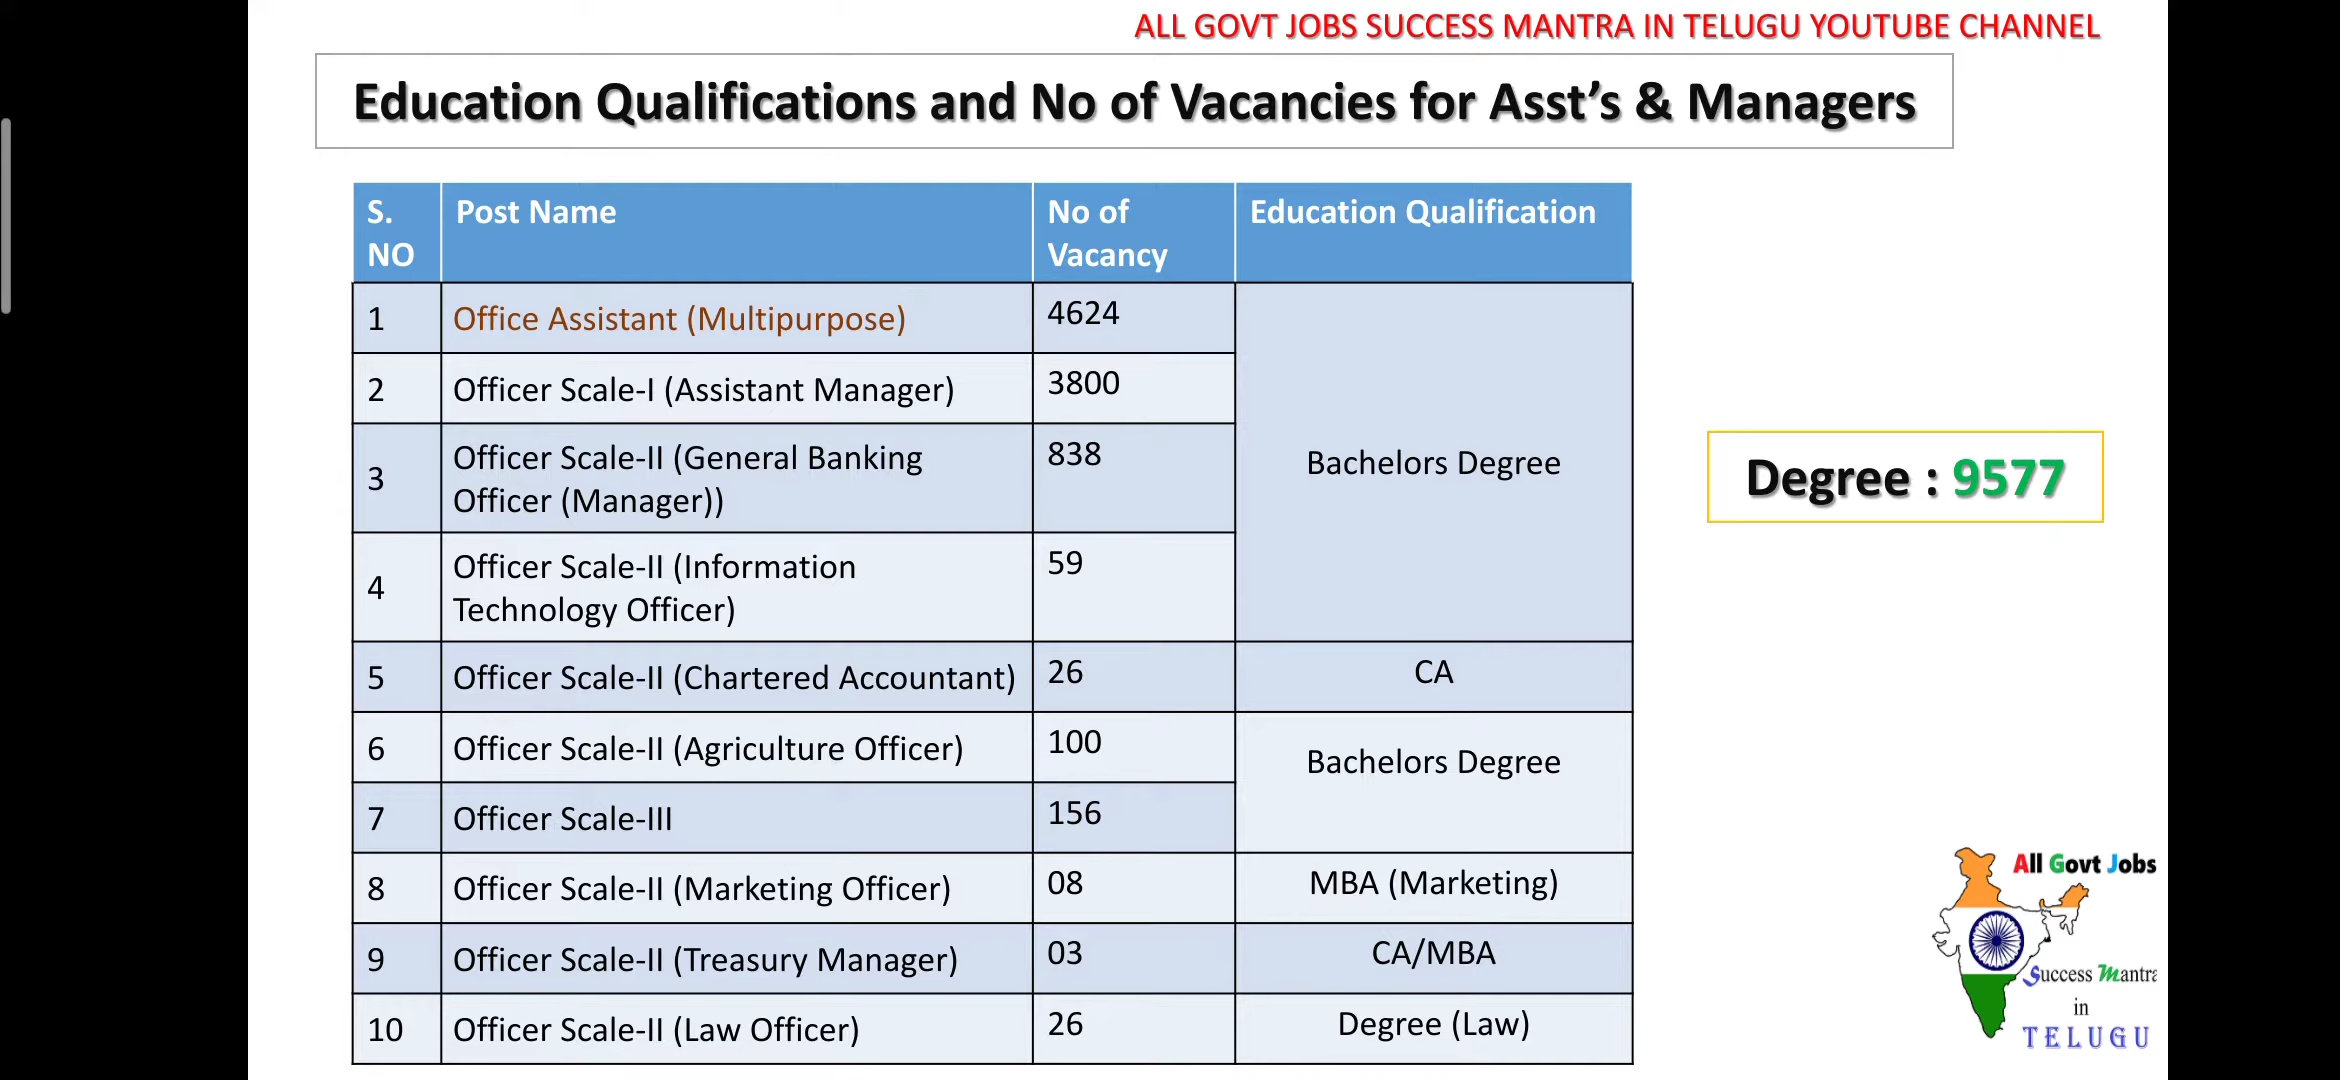 ALL GOVT JOBS SUCCESS MANTRA IN TELUGU YOUTUBE CHANNEL
Education Qualifications and No of Vacancies for Asst's & Managers
S. NO Post Name No of Vacancy Education Qualification
1 Office Assistant (Multipurpose) 4624 Bachelors Degree
2 Officer Scale-I (Assistant Manager) 3800
3 Officer Scale-II (General Banking Officer (Manager)) 838
4 Officer Scale-II (Information Technology Officer) 59
5 Officer Scale-II (Chartered Accountant) 26 CA
6 Officer Scale-II (Agriculture Officer) 100 Bachelors Degree
7 Officer Scale-III 156
8 Officer Scale-II (Marketing Officer) 08 MBA (Marketing)
9 Officer Scale-II (Treasury Manager) 03 CA/MBA
10 Officer Scale-II (Law Officer) 26 Degree (Law)
Degree : 9577
All Govt Jobs
Success Mantra
in
TELUGU